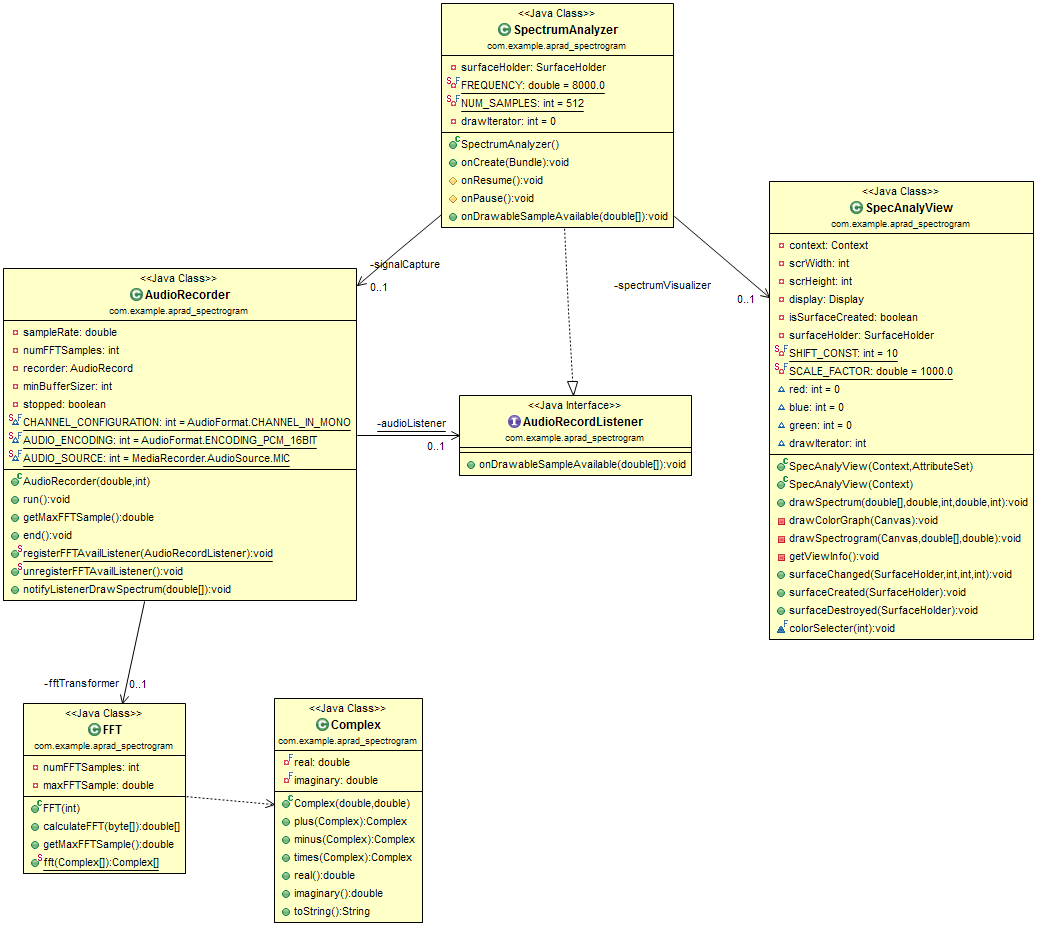 <<Java Class>>
SpectrumAnalyzer
com.example.aprad_spectrogram
surfaceHolder: SurfaceHolder
FREQUENCY: double = 8000.0
NUM_SAMPLES: int = 512
drawIterator: int = 0
SpectrumAnalyzer()
onCreate(Bundle):void
onResume():void
onPause():void
onDrawableSampleAvailable(double[]):void
<<Java Class>>
SpecAnalyView
com.example.aprad_spectrogram
context: Context
scrWidth: int
scrHeight: int
display: Display
isSurfaceCreated: boolean
surfaceHolder: SurfaceHolder
SHIFT_CONST: int = 10
SCALE_FACTOR: double = 1000.0
red: int = 0
blue: int = 0
green: int = 0
drawIterator: int
SpecAnalyView(Context,AttributeSet)
SpecAnalyView(Context)
drawSpectrum(double[],double,int,double,int):void
drawColorGraph(Canvas):void
drawSpectrogram(Canvas,double[],double):void
getViewInfo():void
surfaceChanged(SurfaceHolder,int,int,int):void
surfaceCreated(SurfaceHolder):void
surfaceDestroyed(SurfaceHolder):void
colorSelecter(int):void
-signalCapture
0..1
-spectrumVisualizer
0..1
<<Java Class>>
AudioRecorder
com.example.aprad_spectrogram
sampleRate: double
numFFTSamples: int
recorder: AudioRecord
minBufferSizer: int
stopped: boolean
CHANNEL_CONFIGURATION: int = AudioFormat.CHANNEL_IN_MONO
AUDIO_ENCODING: int = AudioFormat.ENCODING_PCM_16BIT
AUDIO_SOURCE: int = MediaRecorder.AudioSource.MIC
AudioRecorder(double,int)
run():void
getMaxFFTSample():double
end():void
registerFFTAvailListener(AudioRecordListener):void
unregisterFFTAvailListener():void
notifyListenerDrawSpectrum(double[]):void
-audioListener
0..1
<<Java Interface>>
AudioRecordListener
com.example.aprad_spectrogram
onDrawableSampleAvailable(double[]):void
-fftTransformer
0..1
<<Java Class>>
FFT
com.example.aprad_spectrogram
numFFTSamples: int
maxFFTSample: double
FFT(int)
calculateFFT(byte[]):double[]
getMaxFFTSample():double
fft(Complex[]):Complex[]
<<Java Class>>
Complex
com.example.aprad_spectrogram
real: double
imaginary: double
Complex(double,double)
plus(Complex):Complex
minus(Complex):Complex
times(Complex):Complex
real():double
imaginary():double
toString():String